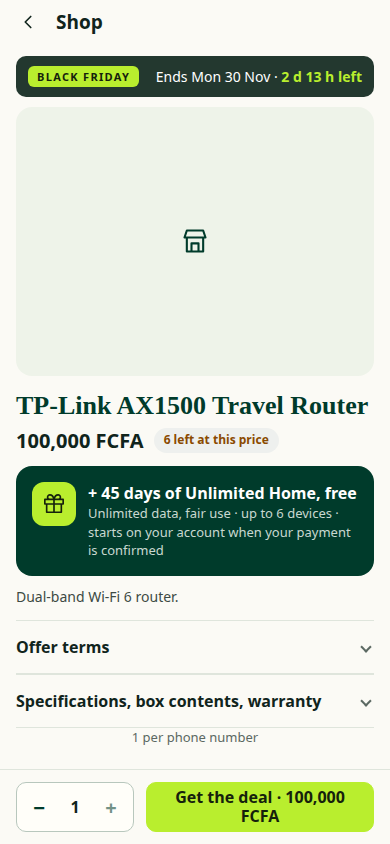 Shop
BLACK FRIDAY Ends Mon 30 Nov · 2 d 13 h left
TP-Link AX1500 Travel Router
100,000 FCFA 6 left at this price
+ 45 days of Unlimited Home, free
Unlimited data, fair use · up to 6 devices ·
starts on your account when your payment
is confirmed
Dual-band Wi-Fi 6 router.
Offer terms
Specifications, box contents, warranty
1 per phone number
− 1 +
Get the deal · 100,000
FCFA